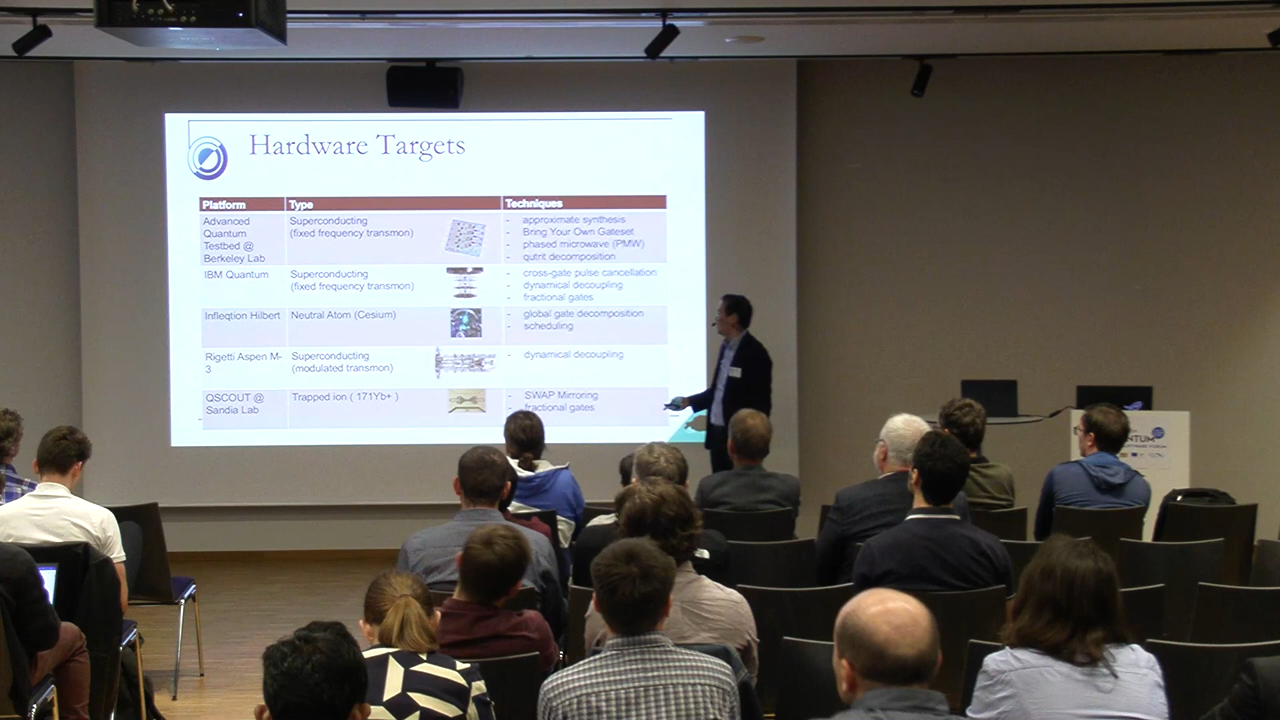 Hardware Targets
Platform Type Techniques
Advanced Quantum Testbed @ Berkeley Lab
Superconducting (fixed frequency transmon)
- approximate synthesis
- Bring Your Own Gateset
- phased microwave (PMW)
- qutrit decomposition
IBM Quantum
Superconducting (fixed frequency transmon)
- cross-gate pulse cancellation
- dynamical decoupling
- fractional gates
Infleqtion Hilbert
Neutral Atom (Cesium)
- global gate decomposition
scheduling
Rigetti Aspen M-3
Superconducting (modulated transmon)
- dynamical decoupling
QSCOUT @ Sandia Lab
Trapped ion ( 171Yb+ )
- SWAP Mirroring
- fractional gates
NTUM